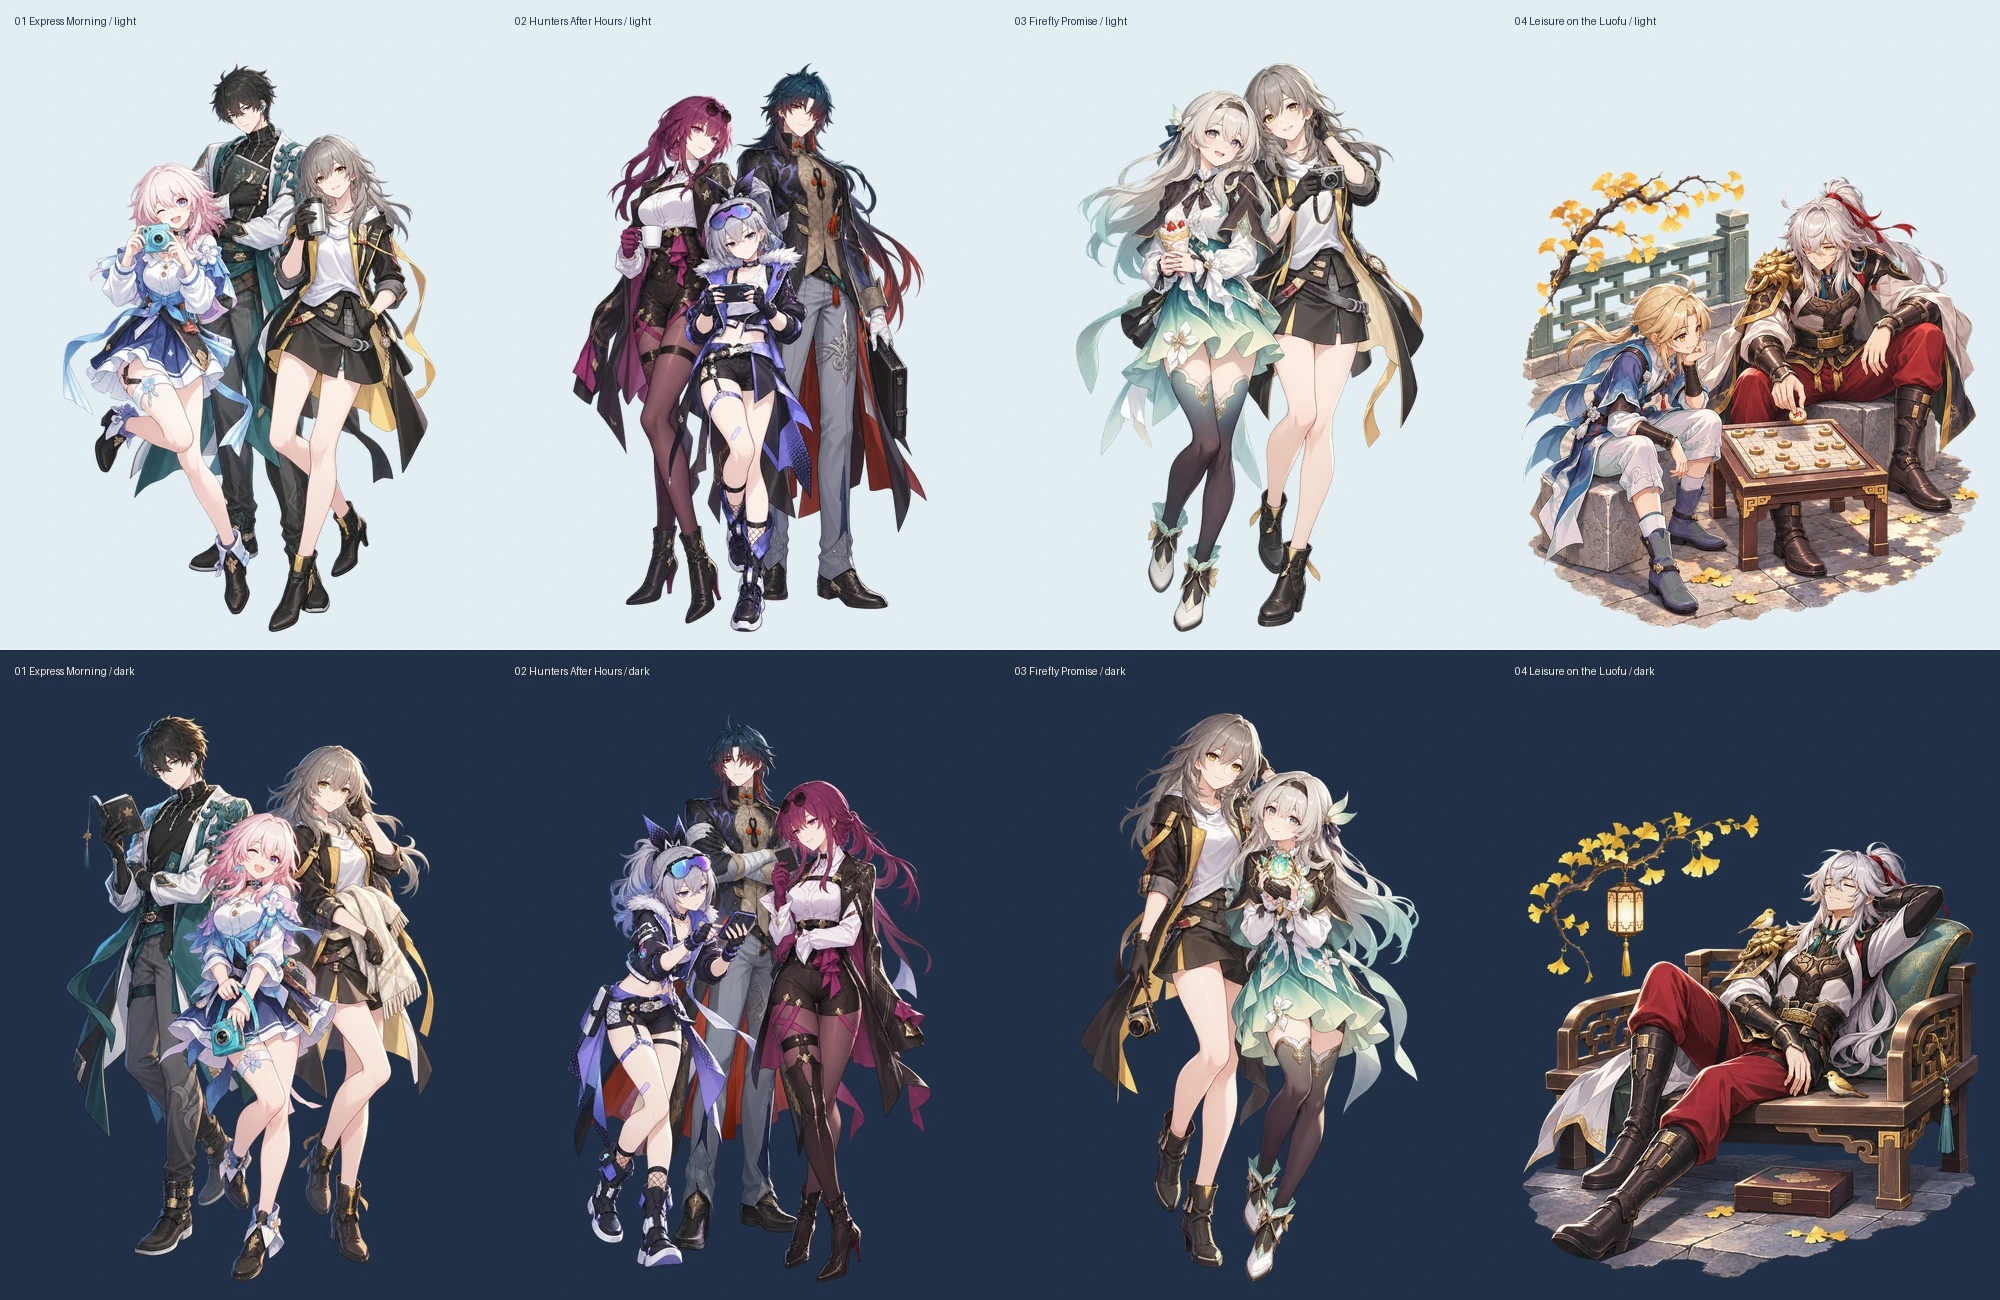 01 Express Morning / light
02 Hunters After Hours / light
03 Firefly Promise / light
04 Leisure on the Luofu / light
01 Express Morning / dark
02 Hunters After Hours / dark
03 Firefly Promise / dark
04 Leisure on the Luofu / dark